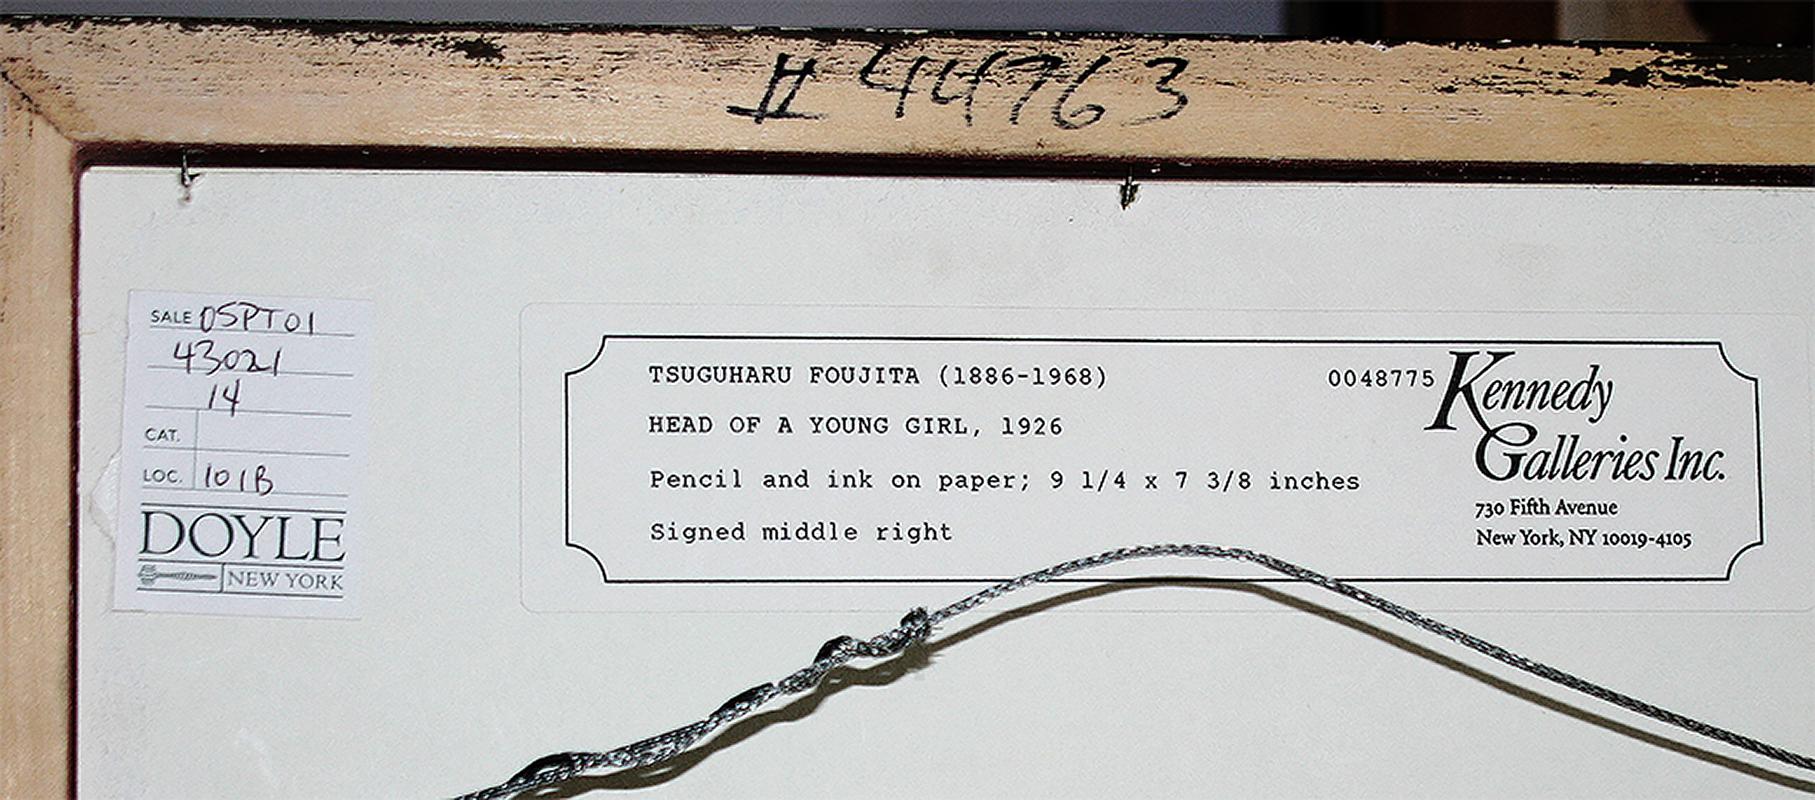 # 44763
SALE 05PT01
43021
14
CAT.
LOC. 101B
DOYLE
NEW YORK
TSUGUHARU FOUJITA (1886-1968)
0048775
HEAD OF A YOUNG GIRL, 1926
Pencil and ink on paper; 9 1/4 x 7 3/8 inches
Signed middle right
Kennedy
Galleries Inc.
730 Fifth Avenue
New York, NY 10019-4105